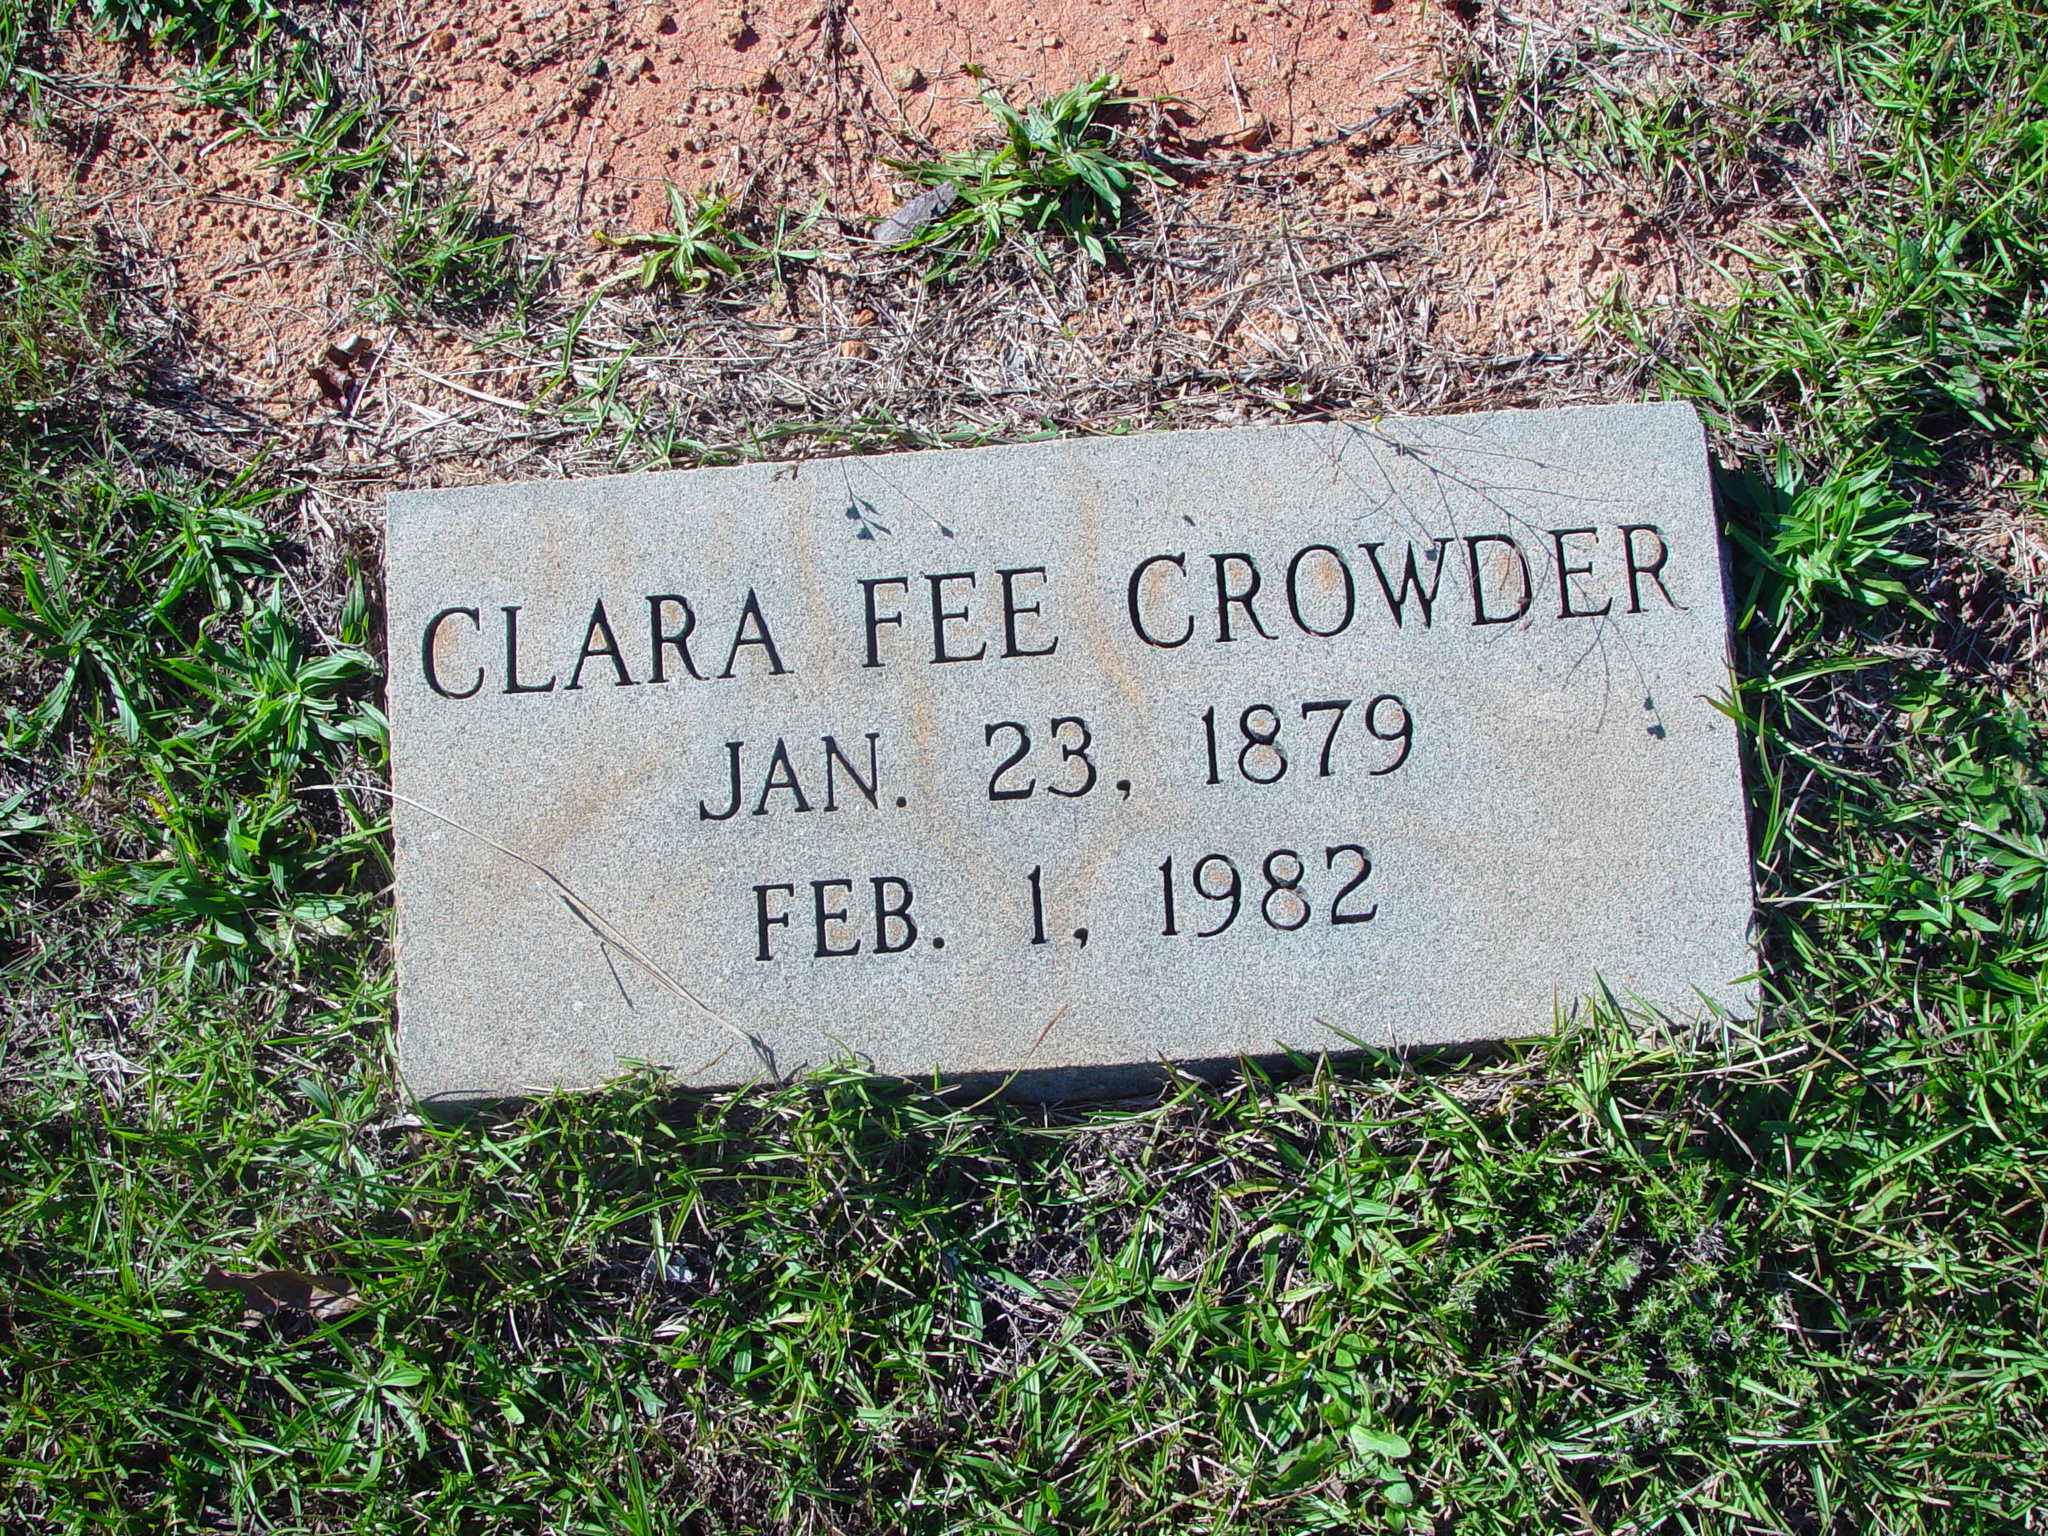 CLARA FEE CROWDER
JAN. 23, 1879
FEB. 1, 1982